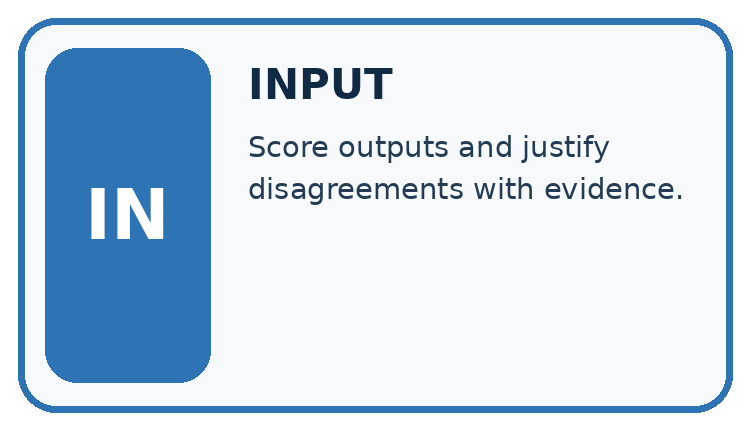 IN
INPUT
Score outputs and justify
disagreements with evidence.